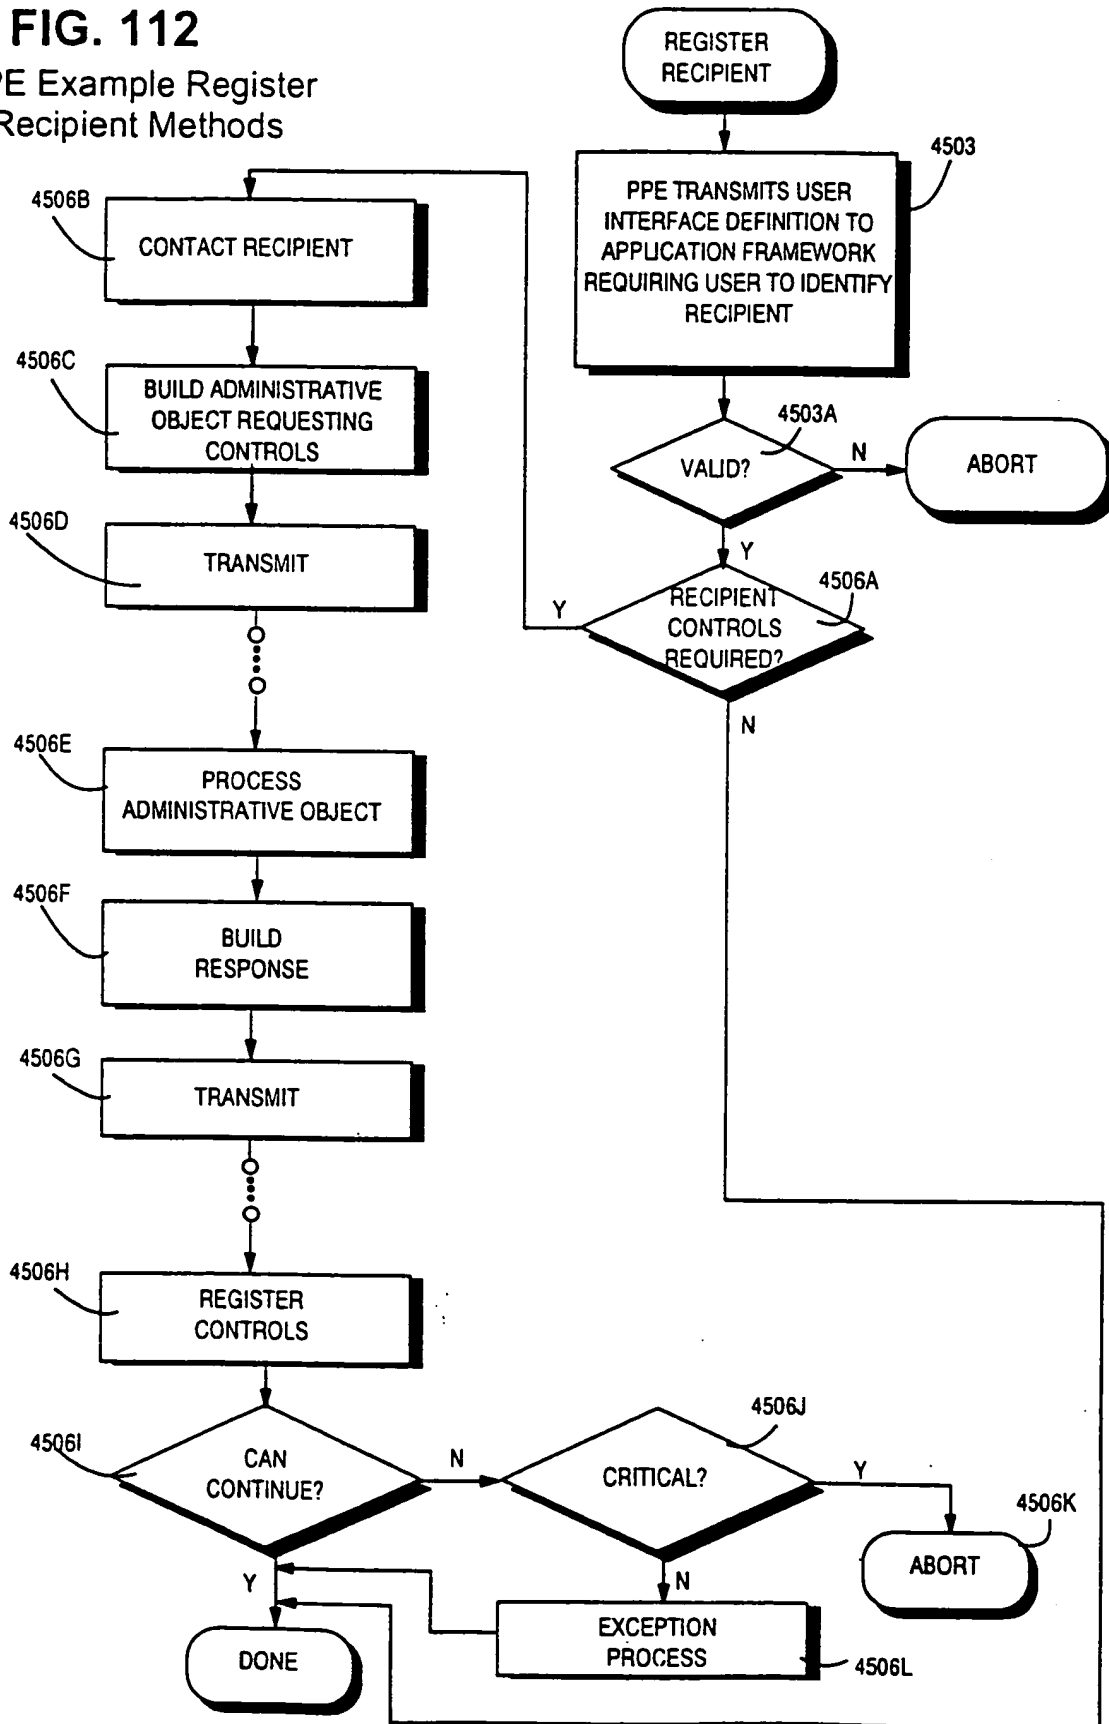 FIG. 112
PE Example Register
Recipient Methods
REGISTER
RECIPIENT
4503
PPE TRANSMITS USER
INTERFACE DEFINITION TO
APPLICATION FRAMEWORK
REQUIRING USER TO IDENTIFY
RECIPIENT
4503A
VALID?
N
ABORT
Y
4506A
RECIPIENT
CONTROLS
REQUIRED?
Y
N
4506B
CONTACT RECIPIENT
4506C
BUILD ADMINISTRATIVE
OBJECT REQUESTING
CONTROLS
4506D
TRANSMIT
4506E
PROCESS
ADMINISTRATIVE OBJECT
4506F
BUILD
RESPONSE
4506G
TRANSMIT
4506H
REGISTER
CONTROLS
4506I
CAN
CONTINUE?
N
4506J
CRITICAL?
Y
4506K
ABORT
Y
N
EXCEPTION
PROCESS
4506L
DONE